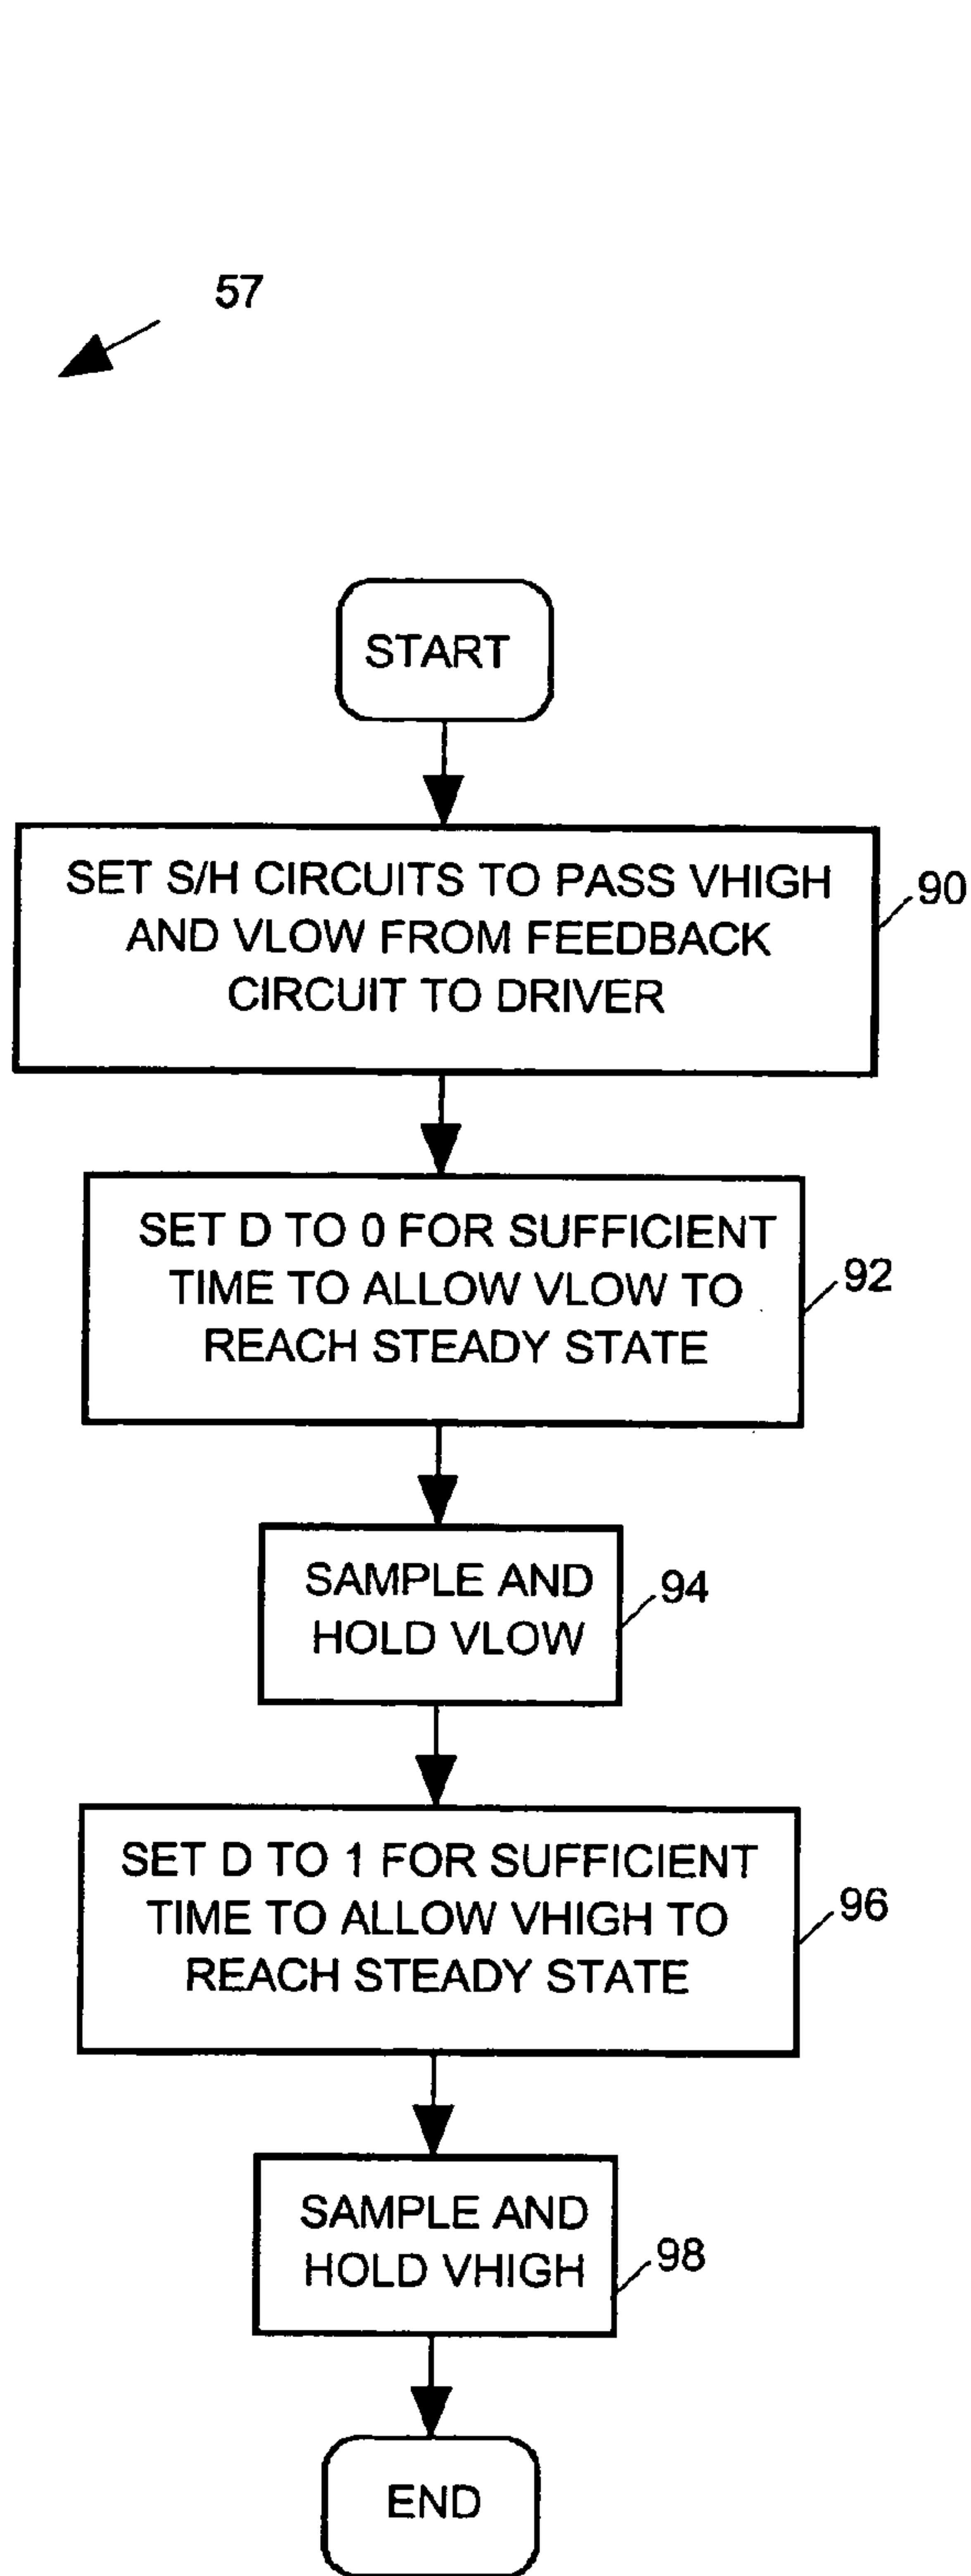 57
START
SET S/H CIRCUITS TO PASS VHIGH
AND VLOW FROM FEEDBACK
CIRCUIT TO DRIVER
90
SET D TO 0 FOR SUFFICIENT
TIME TO ALLOW VLOW TO
REACH STEADY STATE
92
SAMPLE AND
HOLD VLOW
94
SET D TO 1 FOR SUFFICIENT
TIME TO ALLOW VHIGH TO
REACH STEADY STATE
96
SAMPLE AND
HOLD VHIGH
98
END